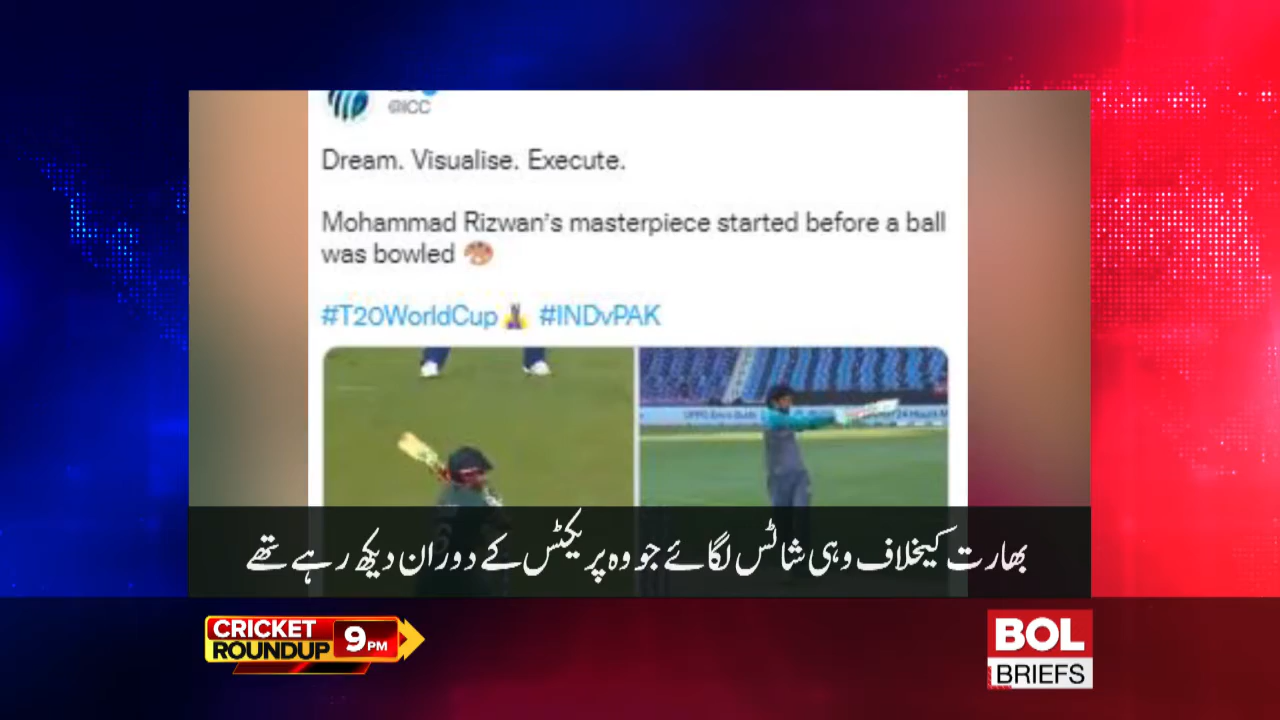 @ICC
Dream. Visualise. Execute.
Mohammad Rizwan's masterpiece started before a ball
was bowled
#T20WorldCup #INDvPAK
بھارت کیخلاف وہی شاٹس لگائے جو وہ پریکٹس کے دوران دیکھ رہے تھے
CRICKET
ROUNDUP
9PM
BOL
BRIEFS